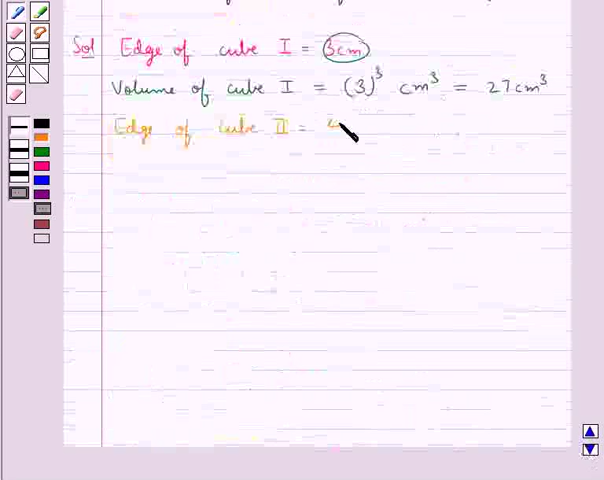 Sol Edge of cube I = 3cm
Volume of cube I = (3)³ cm³ = 27cm³
Edge of cube II =